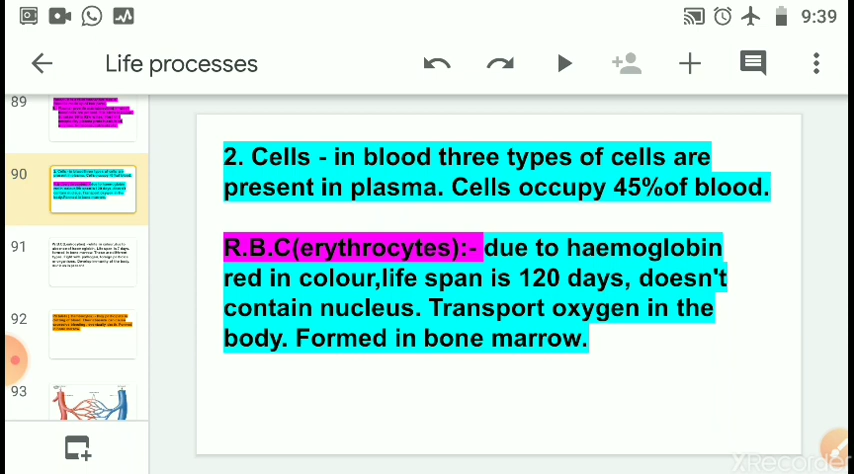 9:39
Life processes
89
90
91
92
93
2. Cells - in blood three types of cells are
present in plasma. Cells occupy 45%of blood.
R.B.C(erythrocytes):- due to haemoglobin
red in colour,life span is 120 days, doesn't
contain nucleus. Transport oxygen in the
body. Formed in bone marrow.
XRecorder